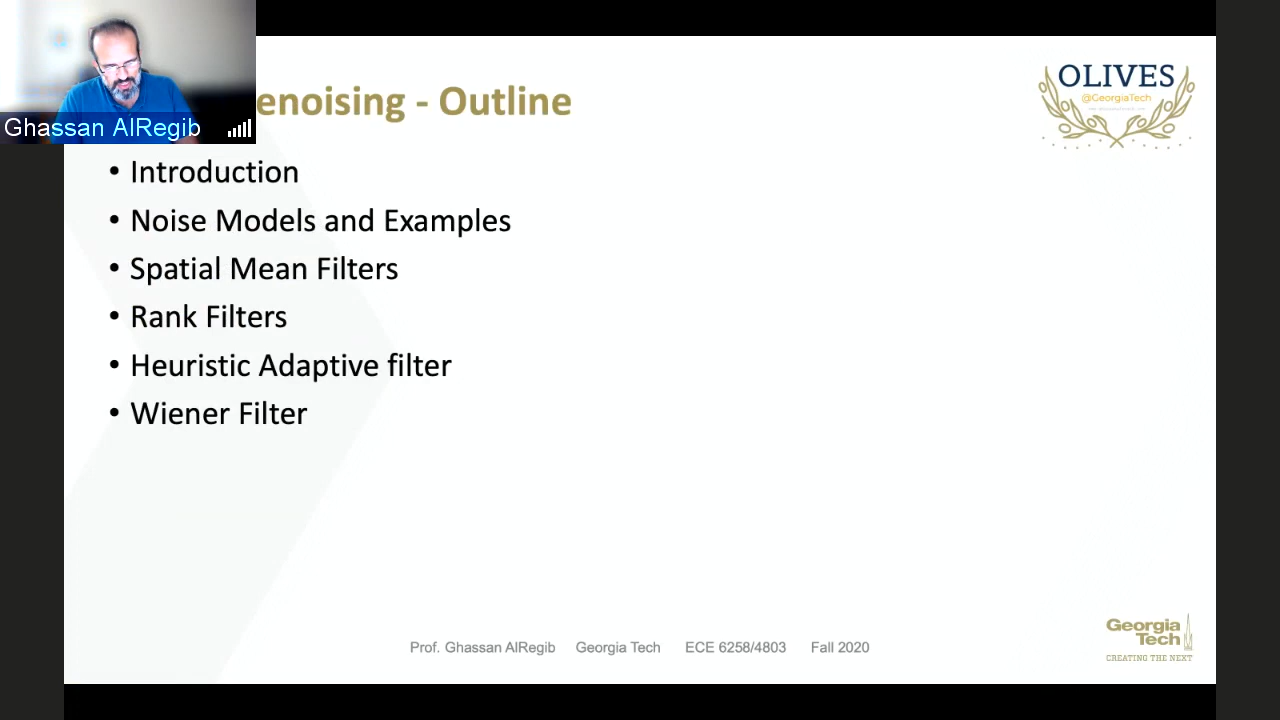 Ghassan AlRegib
enoising - Outline
OLIVES
@GeorgiaTech
• Introduction
• Noise Models and Examples
• Spatial Mean Filters
• Rank Filters
• Heuristic Adaptive filter
• Wiener Filter
Prof. Ghassan AlRegib Georgia Tech ECE 6258/4803 Fall 2020
Georgia
Tech
CREATING THE NEXT